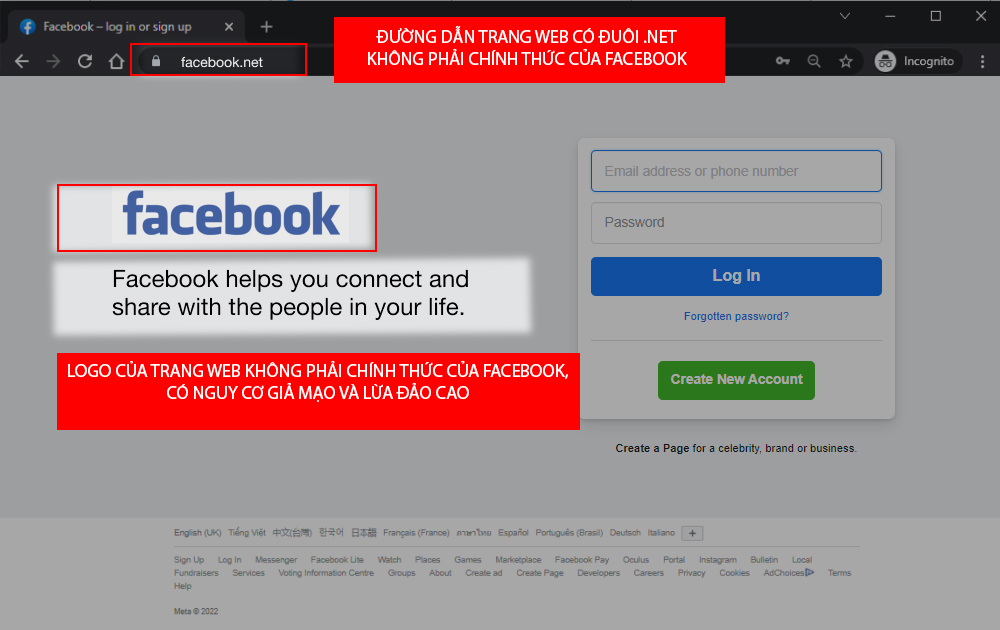 Facebook – log in or sign up
facebook.net
Incognito
ĐƯỜNG DẪN TRANG WEB CÓ ĐUÔI .NET
KHÔNG PHẢI CHÍNH THỨC CỦA FACEBOOK
facebook
Facebook helps you connect and
share with the people in your life.
LOGO CỦA TRANG WEB KHÔNG PHẢI CHÍNH THỨC CỦA FACEBOOK,
CÓ NGUY CƠ GIẢ MẠO VÀ LỪA ĐẢO CAO
Email address or phone number
Password
Log In
Forgotten password?
Create New Account
Create a Page for a celebrity, brand or business.
English (UK) Tiếng Việt 中文(台灣) 한국어 日本語 Français (France) ภาษาไทย Español Português (Brasil) Deutsch Italiano +
Sign Up Log In Messenger Facebook Lite Watch Places Games Marketplace Facebook Pay Oculus Portal Instagram Bulletin Local
Fundraisers Services Voting Information Centre Groups About Create ad Create Page Developers Careers Privacy Cookies AdChoices Terms
Help
Meta © 2022